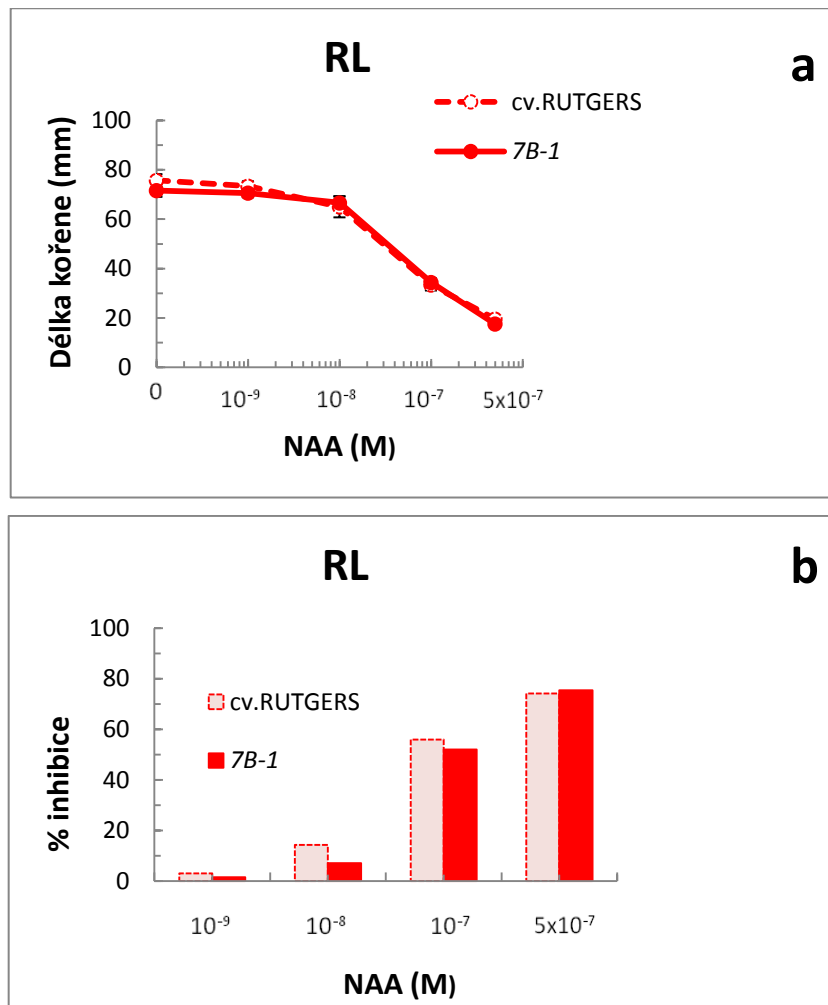 RL
a
cv.RUTGERS
7B-1
Délka kořene (mm)
100
80
60
40
20
0
0 10⁻⁹ 10⁻⁸ 10⁻⁷ 5x10⁻⁷
NAA (M)
RL
b
% inhibice
100
80
60
40
20
0
cv.RUTGERS
7B-1
10⁻⁹ 10⁻⁸ 10⁻⁷ 5x10⁻⁷
NAA (M)